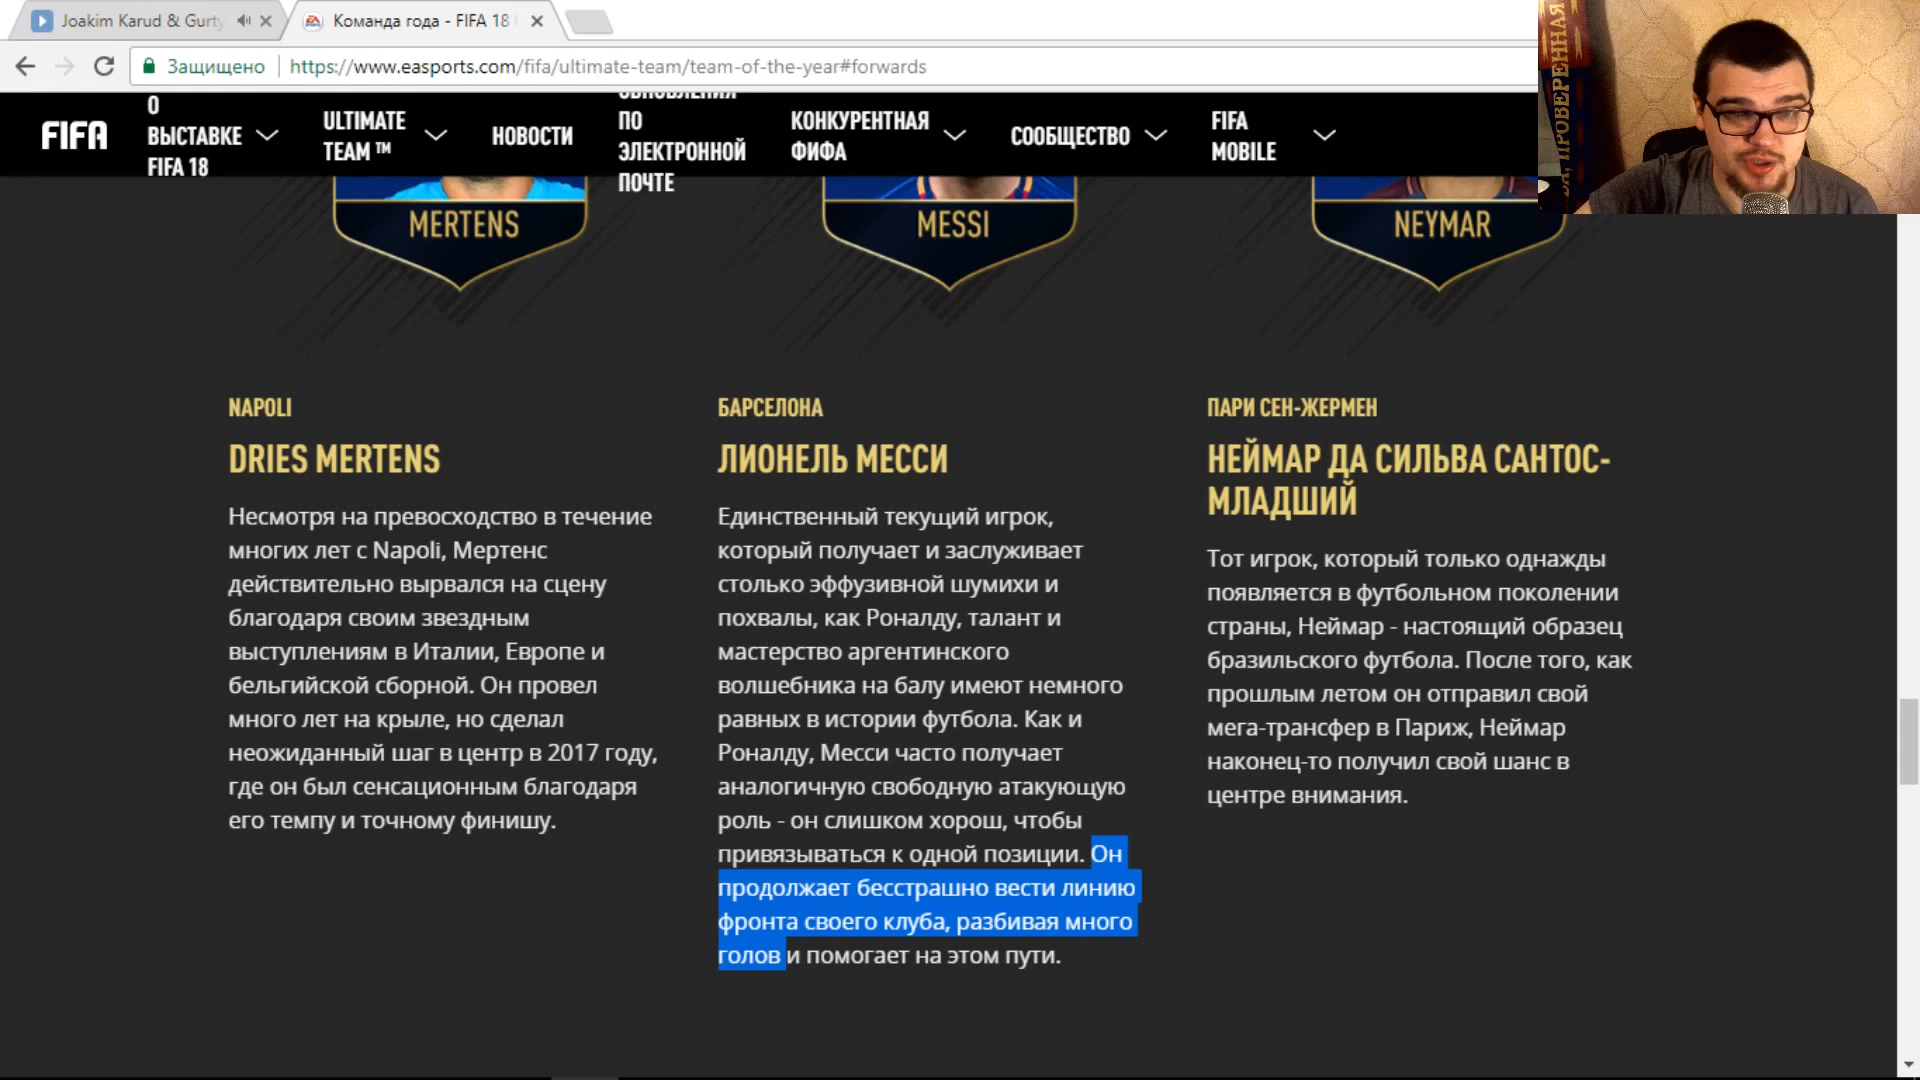 Joakim Karud & Gurty
Команда года - FIFA 18
Защищено
https://www.easports.com/fifa/ultimate-team/team-of-the-year#forwards
FIFA
О
ВЫСТАВКЕ
FIFA 18
ULTIMATE
TEAM ™
НОВОСТИ
ОБНОВЛЕНИЯ
ПО
ЭЛЕКТРОННОЙ
ПОЧТЕ
КОНКУРЕНТНАЯ
ФИФА
СООБЩЕСТВО
FIFA
MOBILE
ПРОВЕРЕННАЯ
MERTENS
MESSI
NEYMAR
NAPOLI
DRIES MERTENS
Несмотря на превосходство в течение
многих лет с Napoli, Мертенс
действительно вырвался на сцену
благодаря своим звездным
выступлениям в Италии, Европе и
бельгийской сборной. Он провел
много лет на крыле, но сделал
неожиданный шаг в центр в 2017 году,
где он был сенсационным благодаря
его темпу и точному финишу.
БАРСЕЛОНА
ЛИОНЕЛЬ МЕССИ
Единственный текущий игрок,
который получает и заслуживает
столько эффузивной шумихи и
похвалы, как Роналду, талант и
мастерство аргентинского
волшебника на балу имеют немного
равных в истории футбола. Как и
Роналду, Месси часто получает
аналогичную свободную атакующую
роль - он слишком хорош, чтобы
привязываться к одной позиции. Он
продолжает бесстрашно вести линию
фронта своего клуба, разбивая много
голов и помогает на этом пути.
ПАРИ СЕН-ЖЕРМЕН
НЕЙМАР ДА СИЛЬВА САНТОС-
МЛАДШИЙ
Тот игрок, который только однажды
появляется в футбольном поколении
страны, Неймар - настоящий образец
бразильского футбола. После того, как
прошлым летом он отправил свой
мега-трансфер в Париж, Неймар
наконец-то получил свой шанс в
центре внимания.